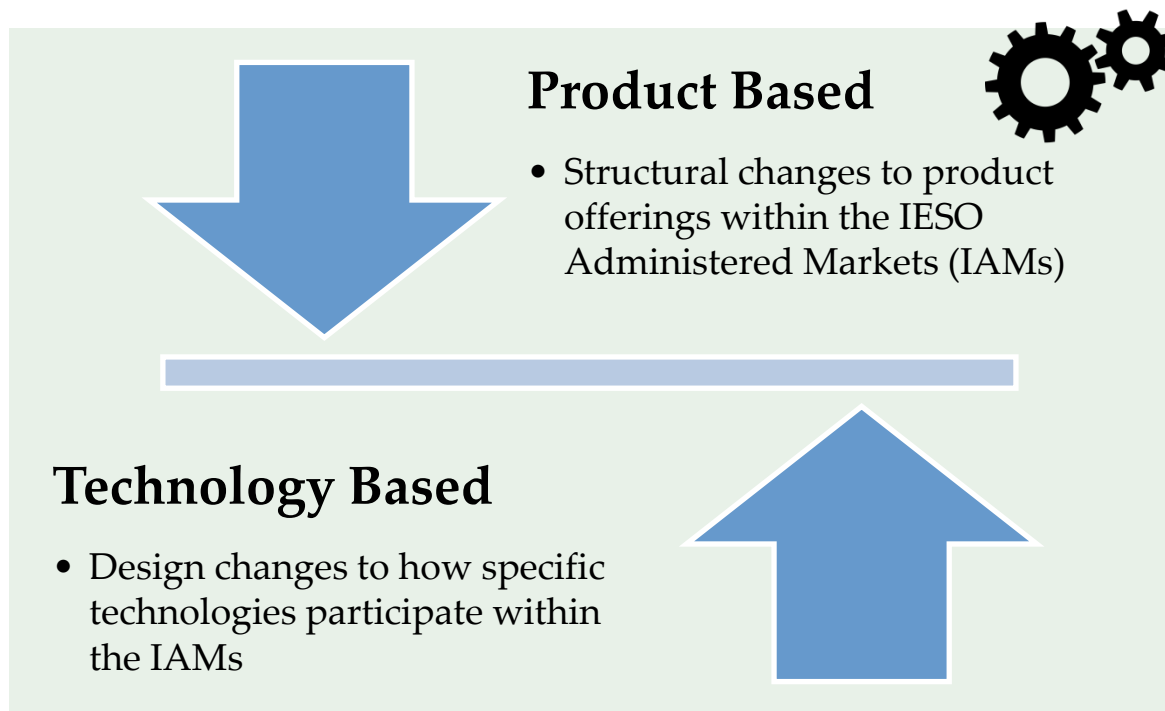 Product Based
• Structural changes to product
offerings within the IESO
Administered Markets (IAMs)
Technology Based
• Design changes to how specific
technologies participate within
the IAMs